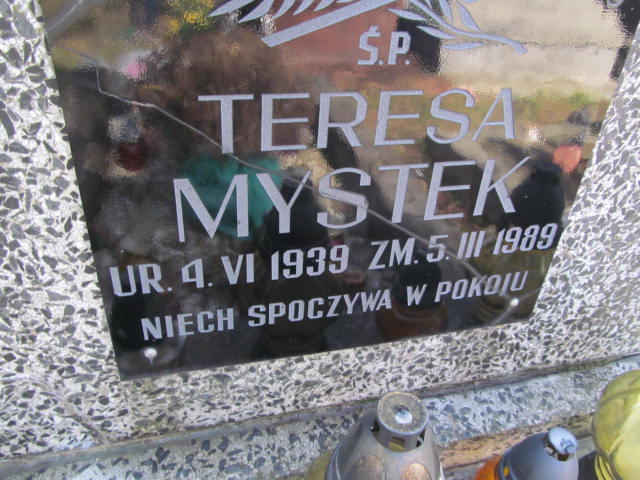 Ś.P.
TERESA
MYSTEK
UR. 4. VI 1939 ZM. 5. III 1989
NIECH SPOCZYWA W POKOJU